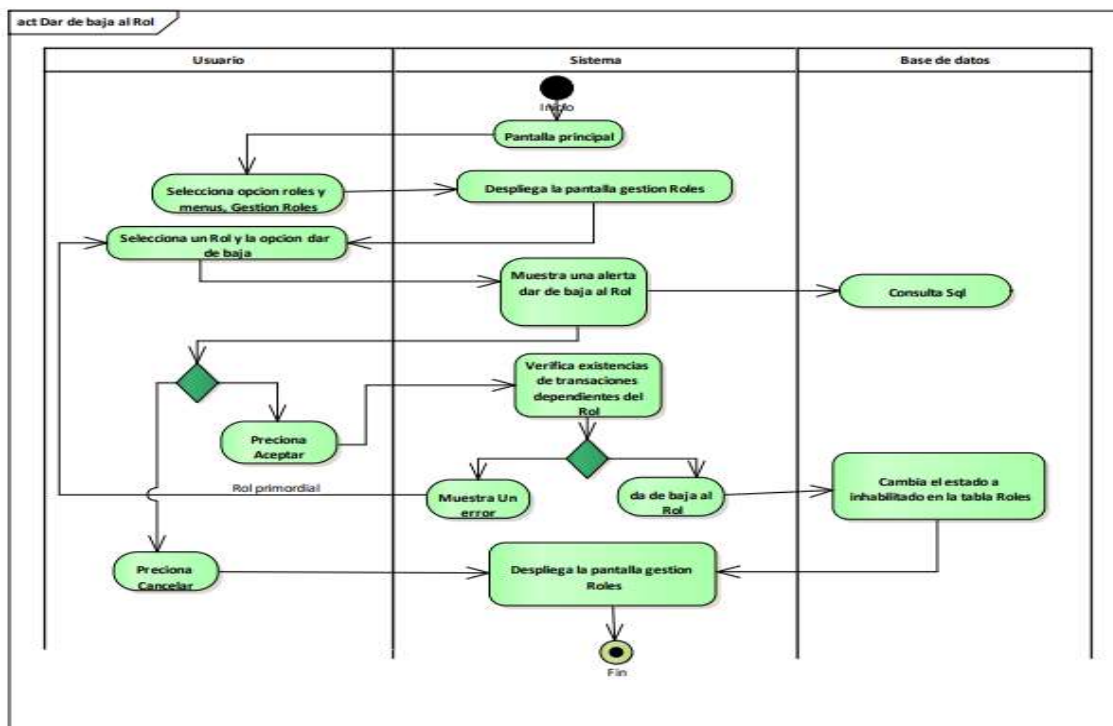 act Dar de baja al Rol
Usuario
Sistema
Base de datos
Inicio
Pantalla principal
Selecciona opcion roles y
menus, Gestion Roles
Despliega la pantalla gestion Roles
Selecciona un Rol y la opcion dar
de baja
Muestra una alerta
dar de baja al Rol
Consulta Sql
Verifica existencias
de transaciones
dependientes del
Rol
Preciona
Aceptar
Rol primordial
Muestra Un
error
da de baja al
Rol
Cambia el estado a
inhabilitado en la tabla Roles
Preciona
Cancelar
Despliega la pantalla gestion
Roles
Fin